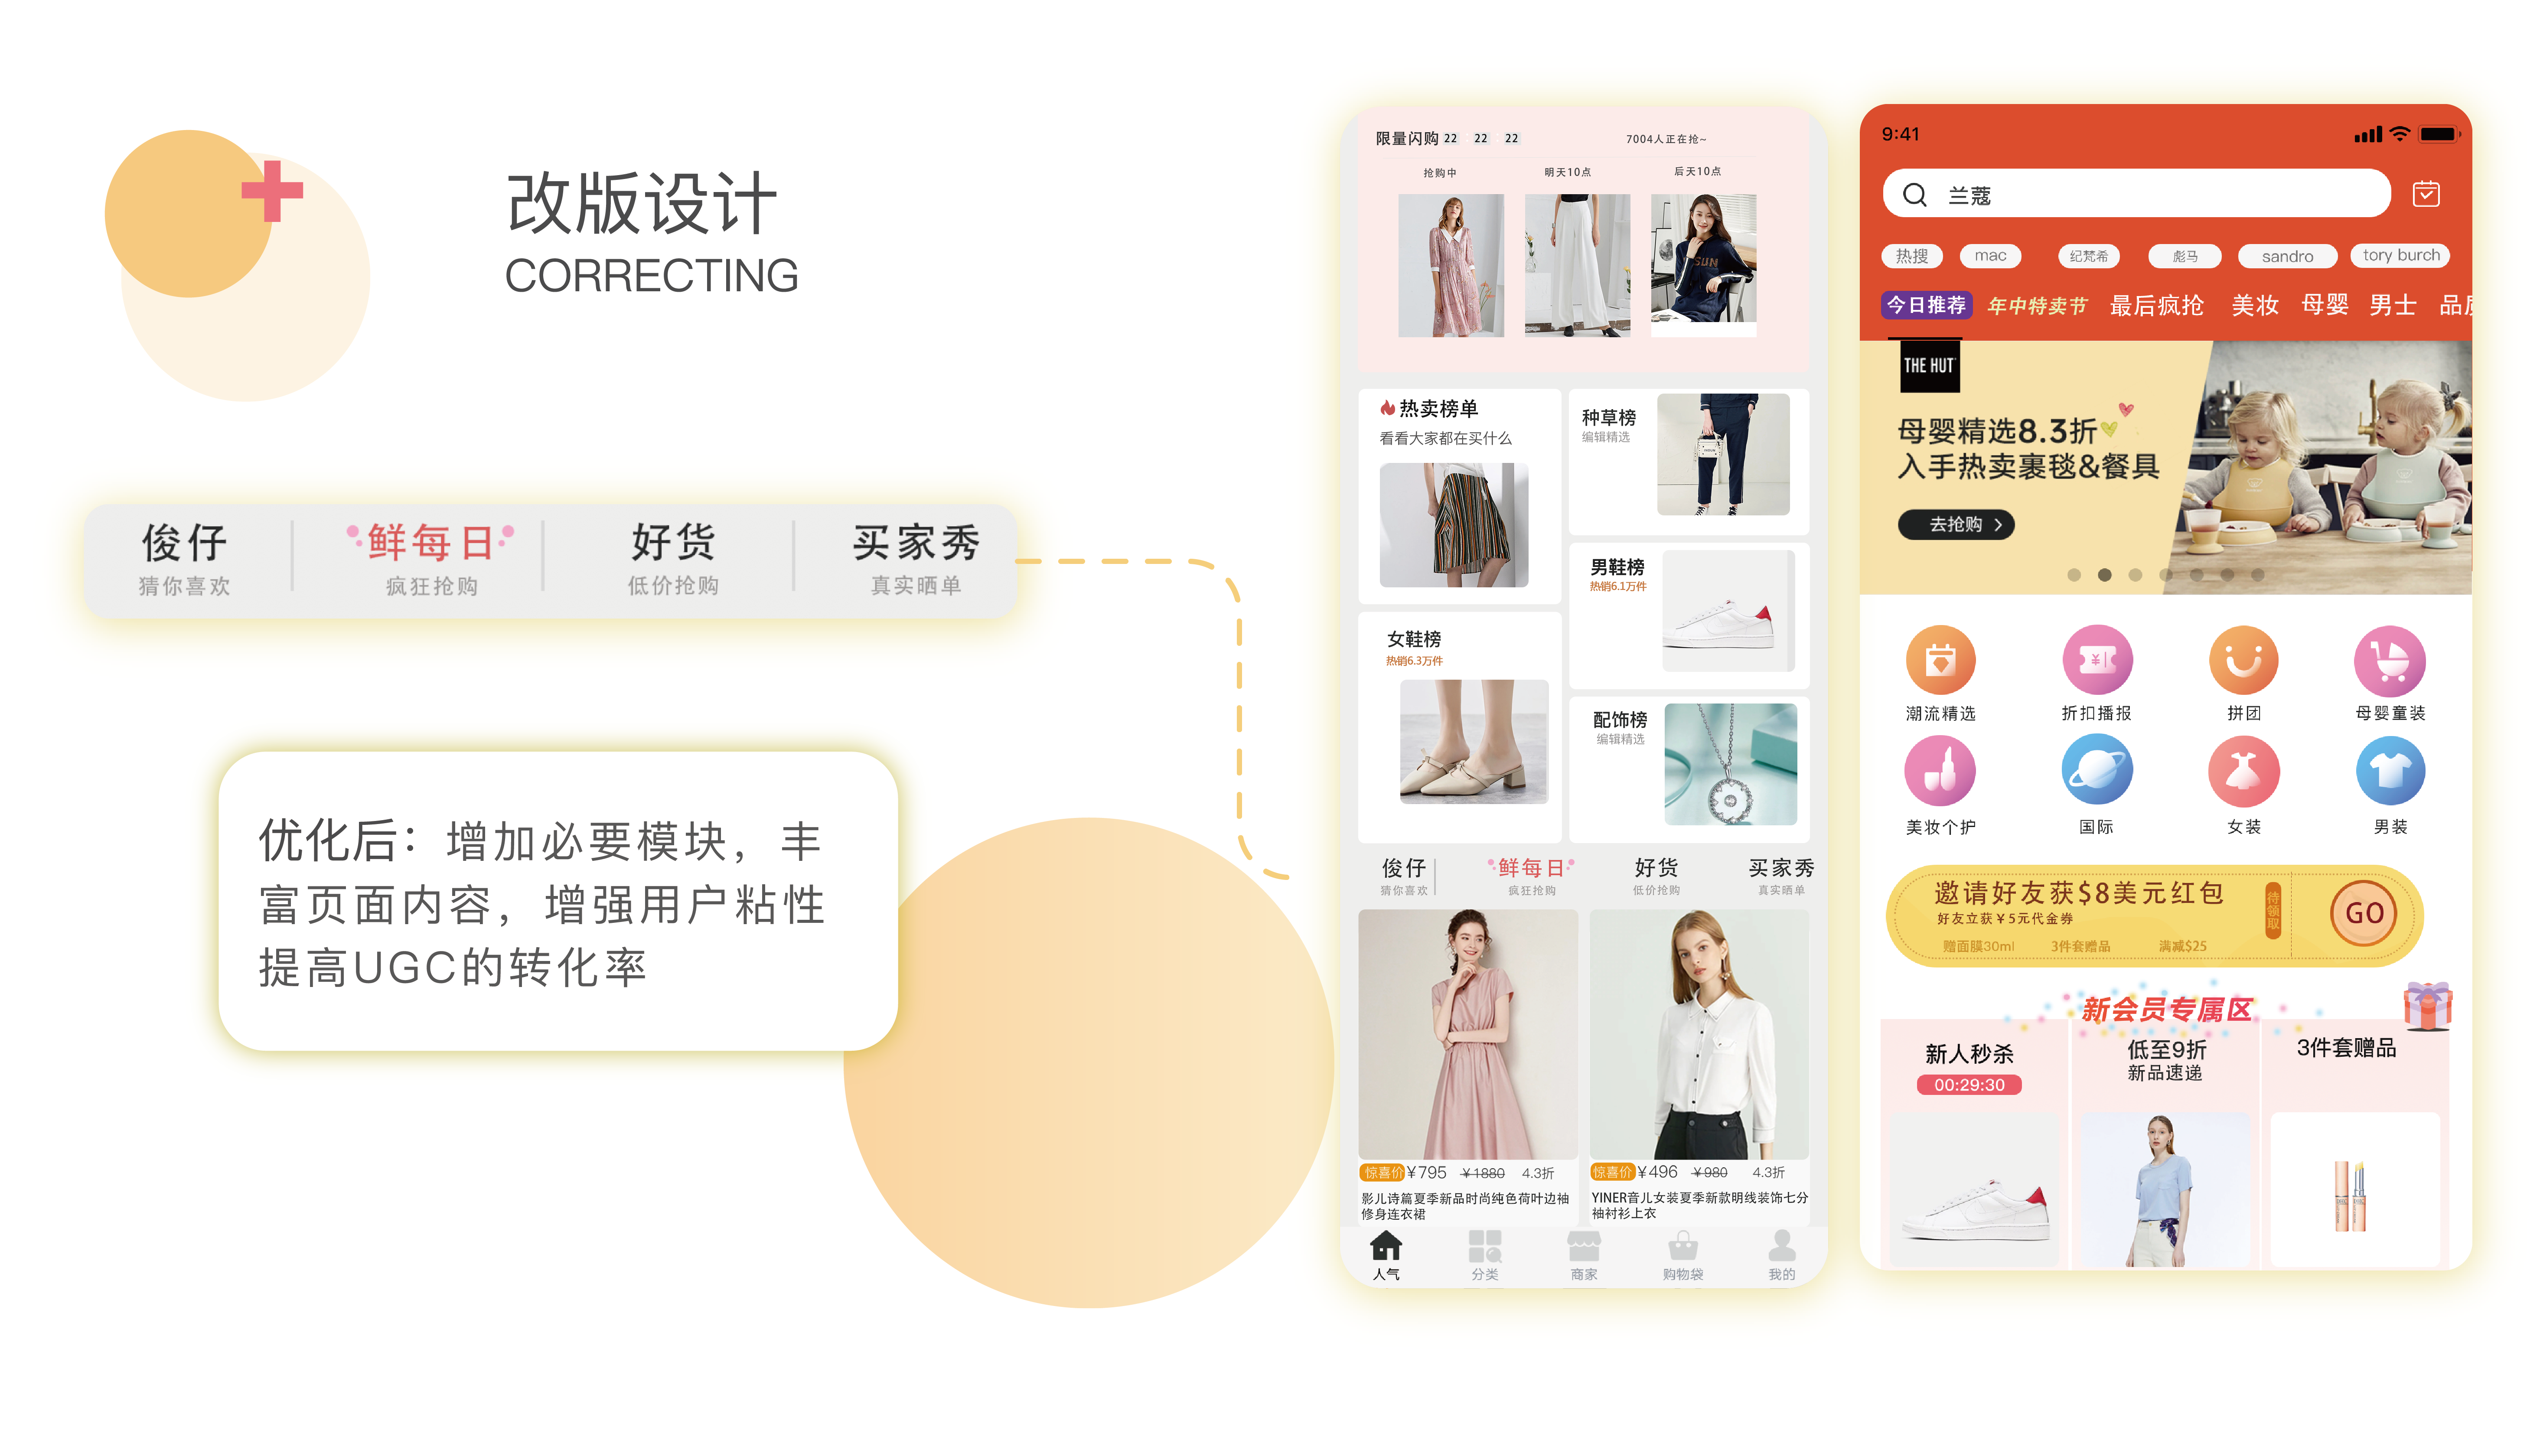 改版设计
CORRECTING
俊仔
猜你喜欢
鲜每日
疯狂抢购
好货
低价抢购
买家秀
真实晒单
优化后：增加必要模块，丰
富页面内容，增强用户粘性
提高UGC的转化率
限量闪购 22 22 22
7004人正在抢~
抢购中 明天10点 后天10点
SUN
热卖榜单
看看大家都在买什么
种草榜
编辑精选
男鞋榜
热销6.1万件
女鞋榜
热销6.3万件
配饰榜
编辑精选
俊仔
猜你喜欢
鲜每日
疯狂抢购
好货
低价抢购
买家秀
真实晒单
惊喜价 ¥795 ¥1880 4.3折
影儿诗篇夏季新品时尚纯色荷叶边袖
修身连衣裙
惊喜价 ¥496 ¥980 4.3折
YINER音儿女装夏季新款明线装饰七分
袖衬衫上衣
人气 分类 商家 购物袋 我的
9:41
兰蔻
热搜 mac 纪梵希 彪马 sandro tory burch
今日推荐 年中特卖节 最后疯抢 美妆 母婴 男士 品质
THE HUT
母婴精选8.3折
入手热卖裹毯&餐具
去抢购
潮流精选 折扣播报 拼团 母婴童装
美妆个护 国际 女装 男装
邀请好友获$8美元红包
好友立获￥5元代金券
赠面膜30ml 3件套赠品 满减$25
待领取
GO
新会员专属区
新人秒杀
00:29:30
低至9折
新品速递
3件套赠品